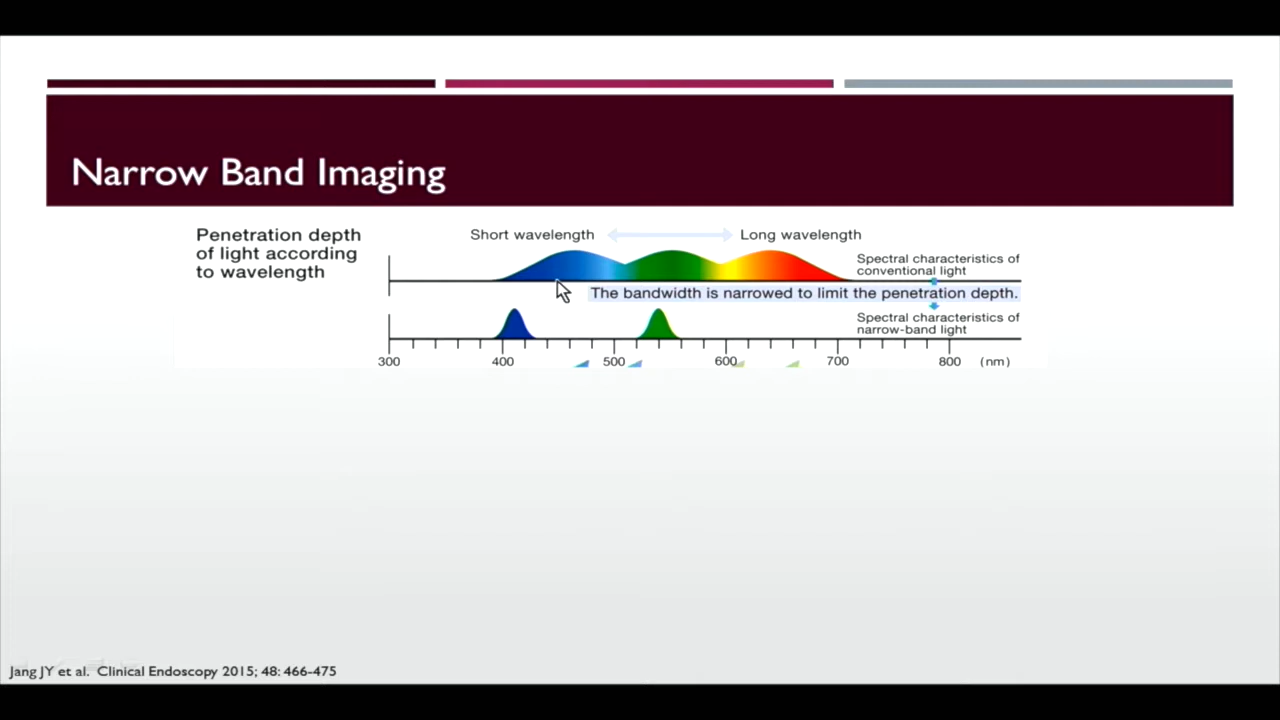 Narrow Band Imaging
Penetration depth
of light according
to wavelength
Short wavelength
Long wavelength
Spectral characteristics of
conventional light
The bandwidth is narrowed to limit the penetration depth.
Spectral characteristics of
narrow-band light
300 400 500 600 700 800 (nm)
Jang JY et al. Clinical Endoscopy 2015; 48: 466-475